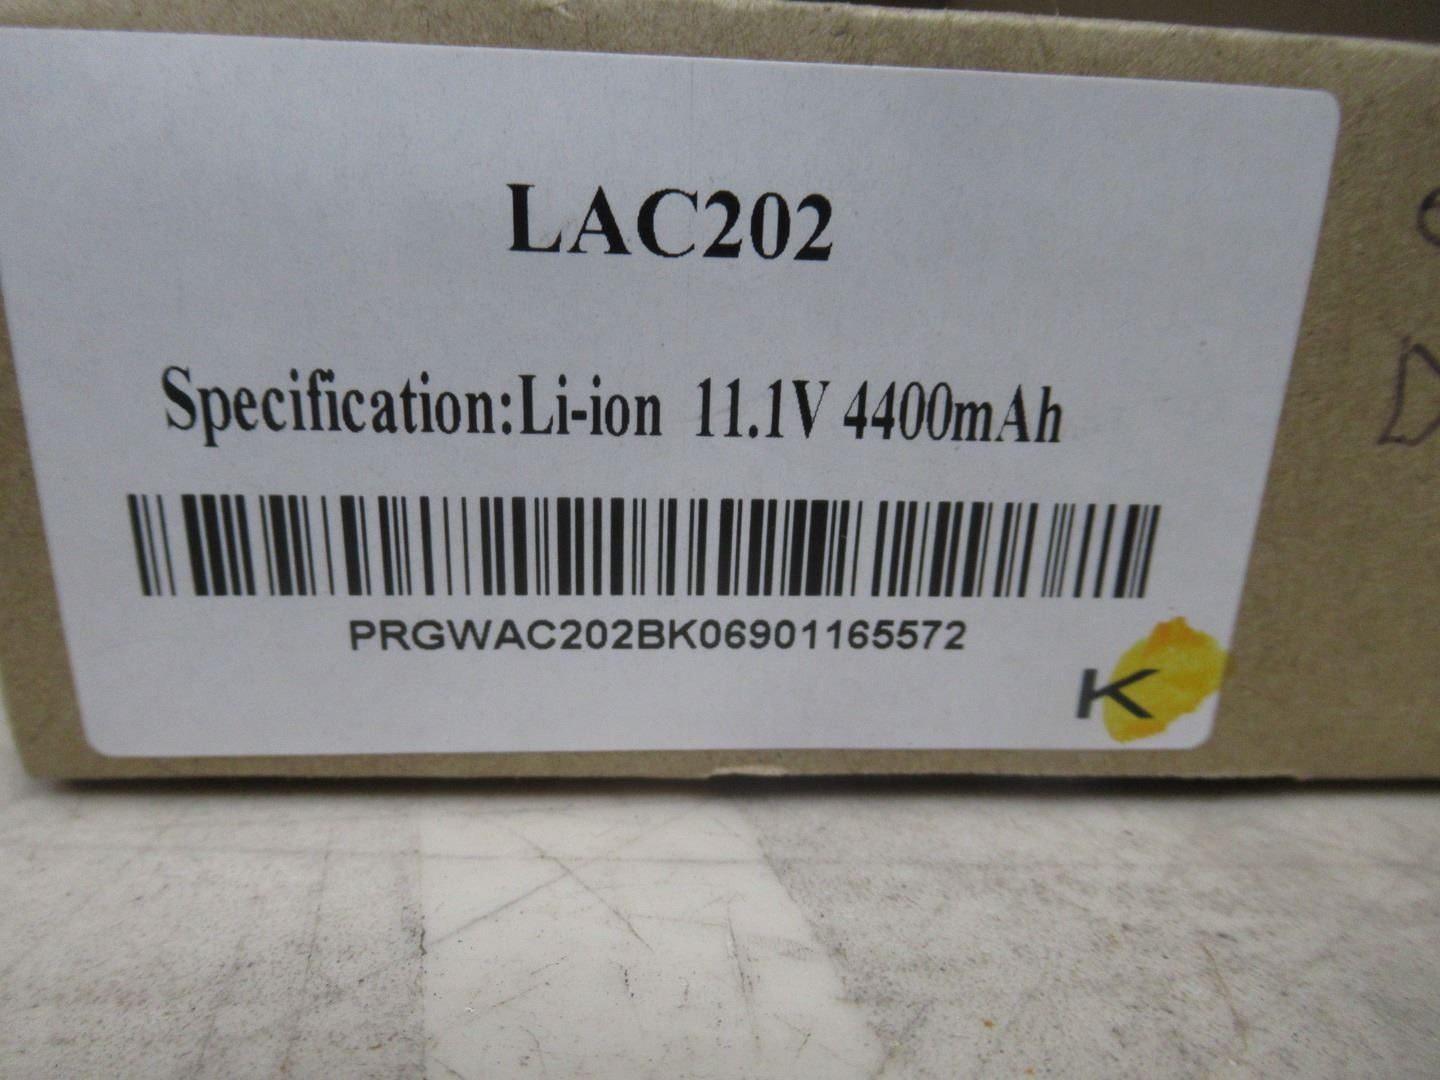 LAC202
Specification:Li-ion 11.1V 4400mAh
PRGWAC202BK06901165572
K